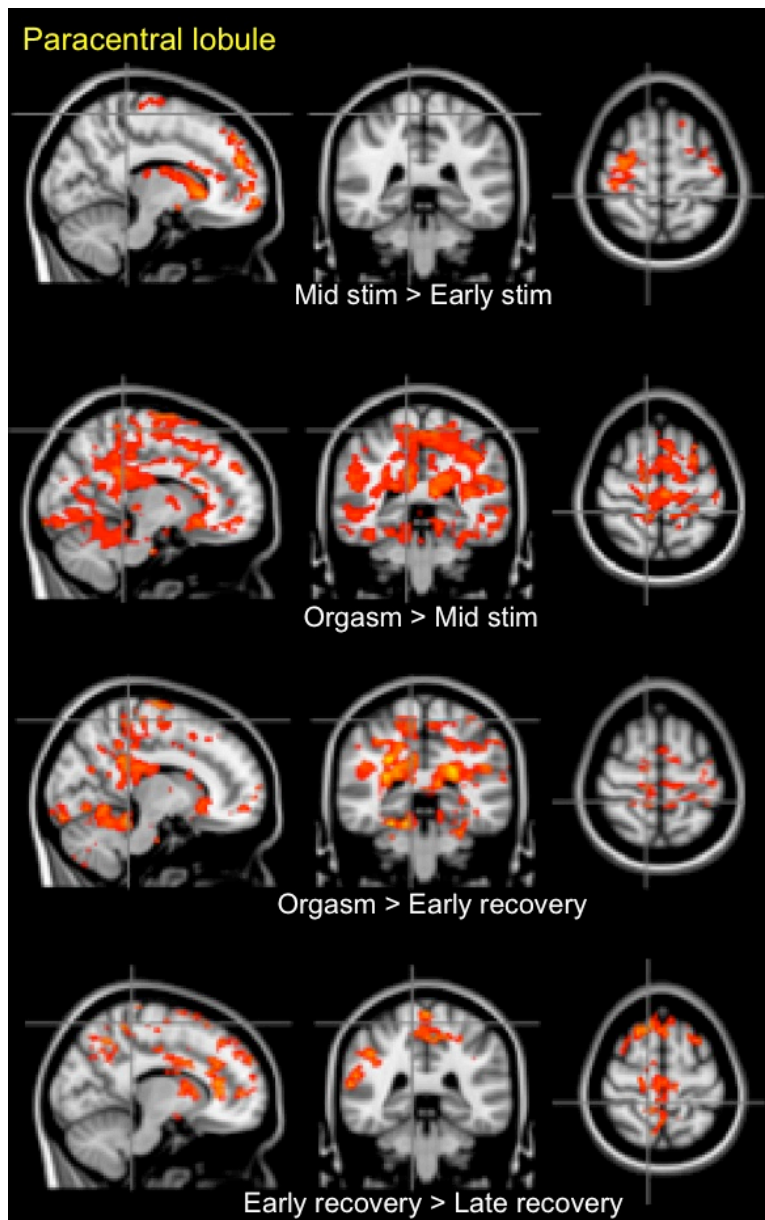 Paracentral lobule
Mid stim > Early stim
Orgasm > Mid stim
Orgasm > Early recovery
Early recovery > Late recovery